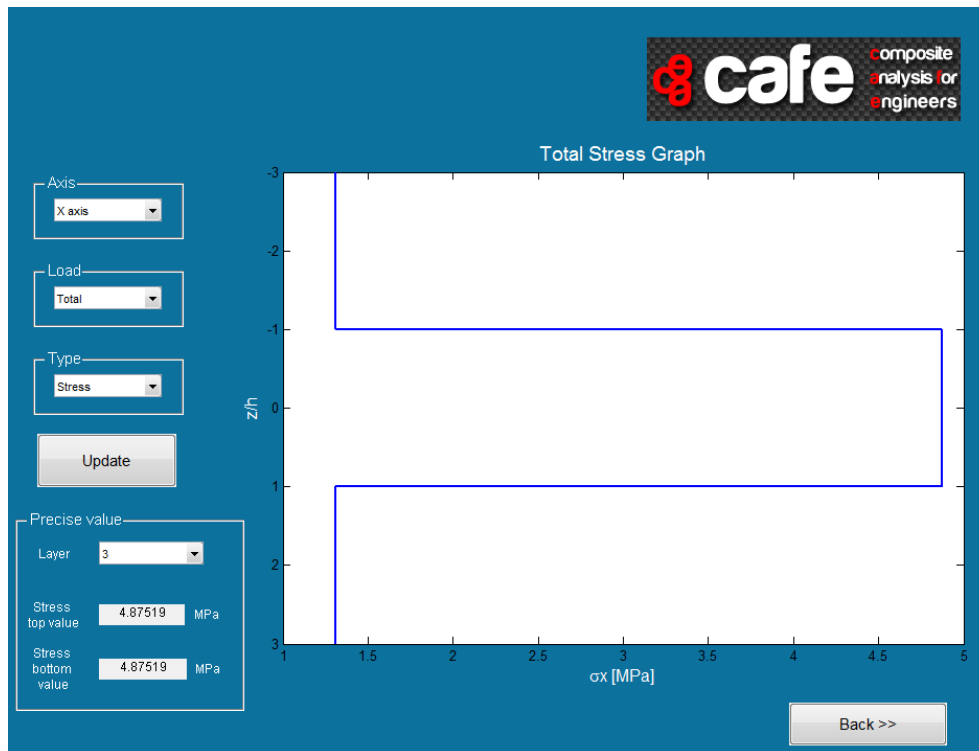 cafe
composite
analysis for
engineers
Total Stress Graph
Axis
X axis
Load
Total
Type
Stress
Update
Precise value
Layer
3
Stress
top value
4.87519
MPa
Stress
bottom
value
4.87519
MPa
z/h
-3
-2
-1
0
1
2
3
1
1.5
2
2.5
3
3.5
4
4.5
5
σx [MPa]
Back >>